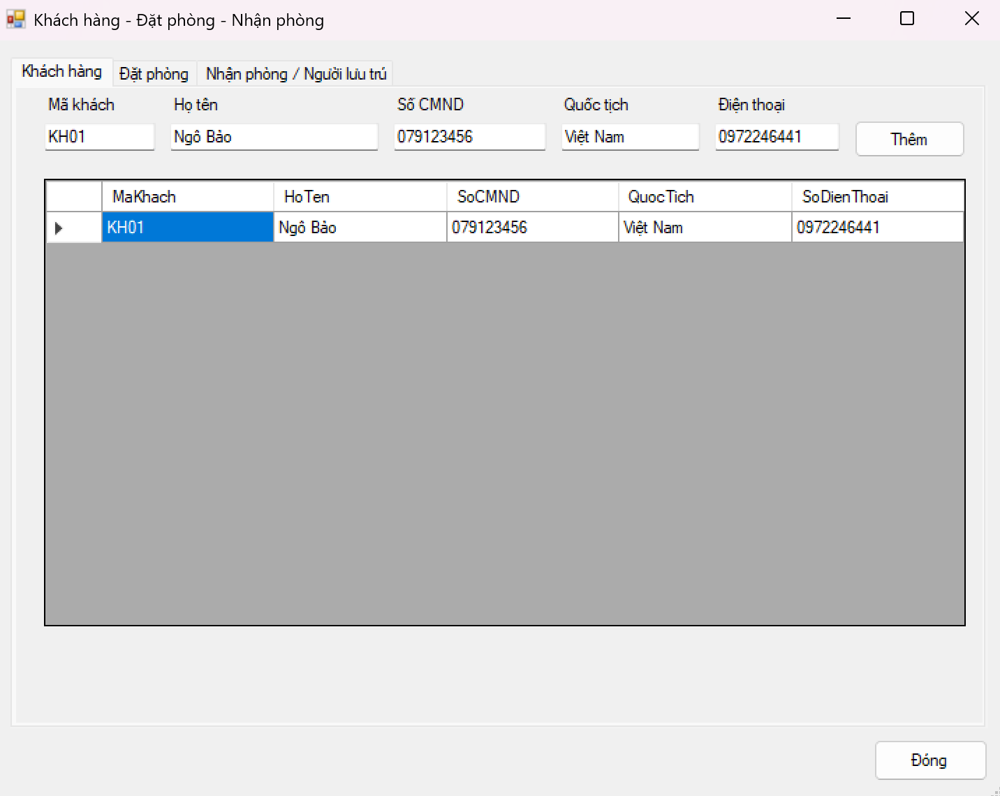 Khách hàng - Đặt phòng - Nhận phòng
Khách hàng Đặt phòng Nhận phòng / Người lưu trú
Mã khách Họ tên Số CMND Quốc tịch Điện thoại
KH01 Ngô Bảo 079123456 Việt Nam 0972246441 Thêm
MaKhach HoTen SoCMND QuocTich SoDienThoai
KH01 Ngô Bảo 079123456 Việt Nam 0972246441
Đóng